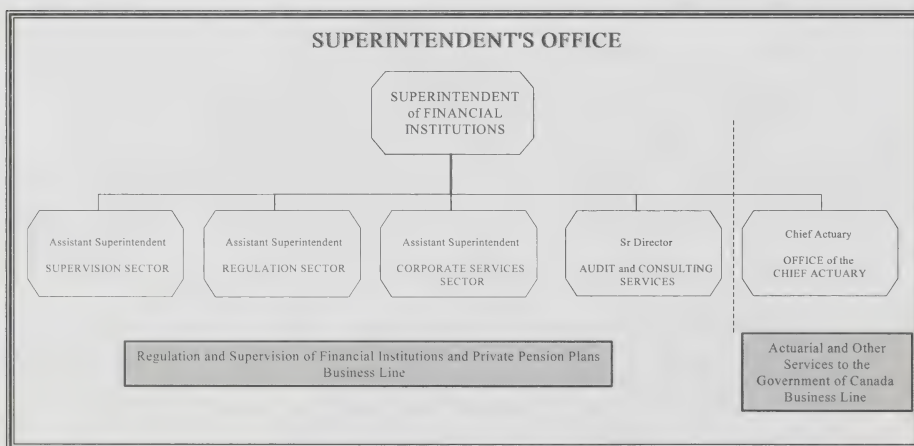 SUPERINTENDENT'S OFFICE
SUPERINTENDENT
of FINANCIAL
INSTITUTIONS
Assistant Superintendent
SUPERVISION SECTOR
Assistant Superintendent
REGULATION SECTOR
Assistant Superintendent
CORPORATE SERVICES
SECTOR
Sr Director
AUDIT and CONSULTING
SERVICES
Chief Actuary
OFFICE of the
CHIEF ACTUARY
Regulation and Supervision of Financial Institutions and Private Pension Plans
Business Line
Actuarial and Other
Services to the
Government of Canada
Business Line